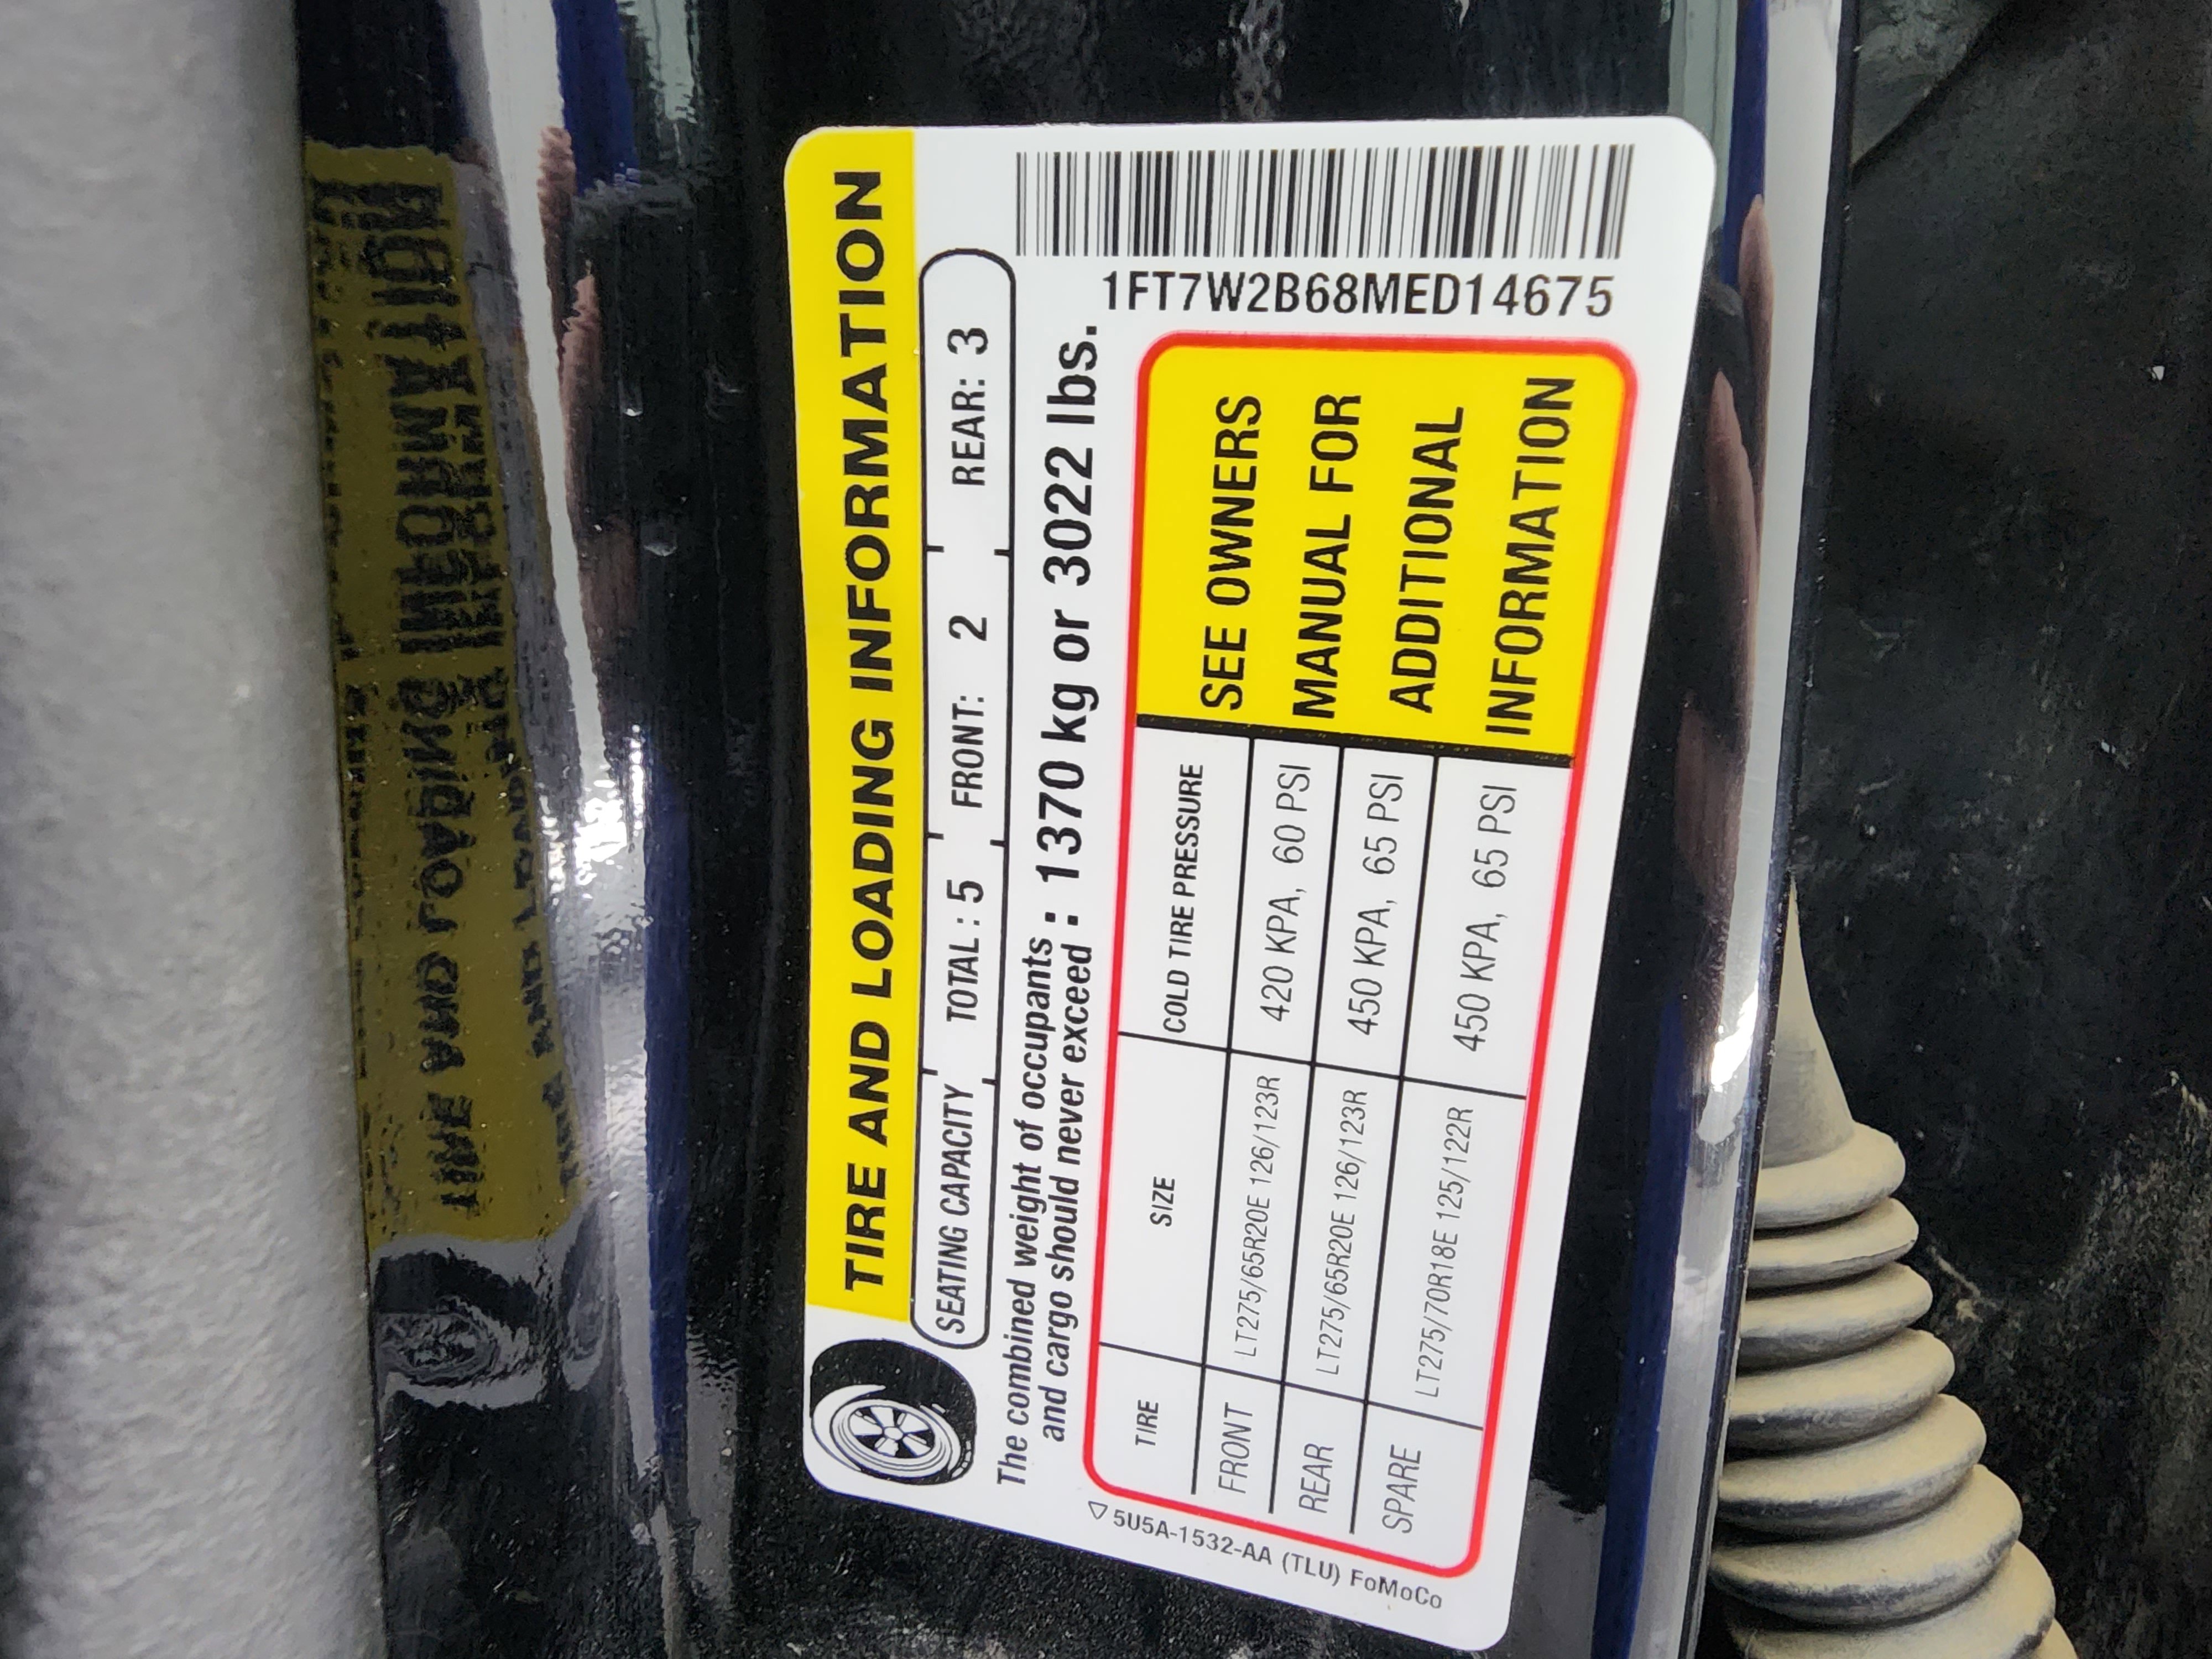 TIRE AND LOADING INFORMATION
SEATING CAPACITY TOTAL : 5 FRONT: 2 REAR: 3
The combined weight of occupants
and cargo should never exceed : 1370 kg or 3022 lbs.
TIRE SIZE COLD TIRE PRESSURE
FRONT LT275/65R20E 126/123R 420 KPA, 60 PSI
REAR LT275/65R20E 126/123R 450 KPA, 65 PSI
SPARE LT275/70R18E 125/122R 450 KPA, 65 PSI
SEE OWNERS
MANUAL FOR
ADDITIONAL
INFORMATION
1FT7W2B68MED14675
5U5A-1532-AA (TLU) FoMoCo